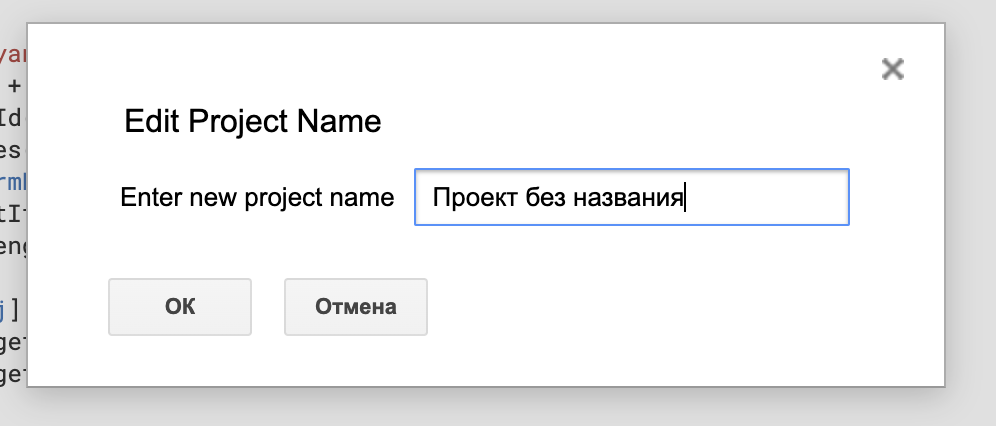 +
Edit Project Name
Enter new project name Проект без названия
ОК Отмена
j]